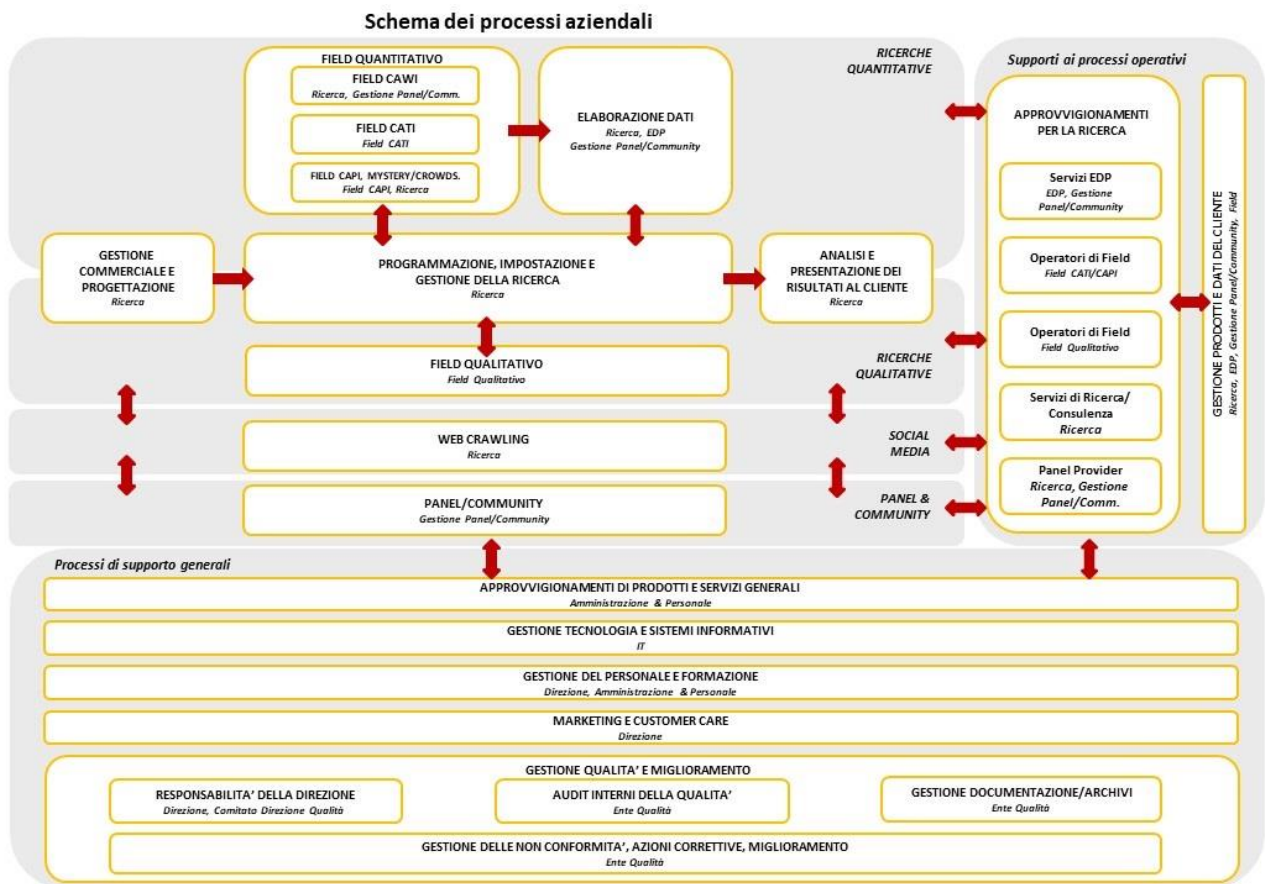 Schema dei processi aziendali
RICERCHE
QUANTITATIVE
FIELD QUANTITATIVO
FIELD CAWI
Ricerca, Gestione Panel/Comm.
FIELD CATI
Field CATI
FIELD CAPI, MYSTERY/CROWDS.
Field CAPI, Ricerca
ELABORAZIONE DATI
Ricerca, EDP
Gestione Panel/Community
GESTIONE
COMMERCIALE E
PROGETTAZIONE
Ricerca
PROGRAMMAZIONE, IMPOSTAZIONE E
GESTIONE DELLA RICERCA
Ricerca
ANALISI E
PRESENTAZIONE DEI
RISULTATI AL CLIENTE
Ricerca
FIELD QUALITATIVO
Field Qualitativo
RICERCHE
QUALITATIVE
WEB CRAWLING
Ricerca
SOCIAL
MEDIA
PANEL/COMMUNITY
Gestione Panel/Community
PANEL &
COMMUNITY
Supporti ai processi operativi
APPROVVIGIONAMENTI
PER LA RICERCA
Servizi EDP
EDP, Gestione
Panel/Community
Operatori di Field
Field CATI/CAPI
Operatori di Field
Field Qualitativo
Servizi di Ricerca/
Consulenza
Ricerca
Panel Provider
Ricerca, Gestione
Panel/Comm.
GESTIONE PRODOTTI E DATI DEL CLIENTE
Ricerca, EDP, Gestione Panel/Community, Field
Processi di supporto generali
APPROVVIGIONAMENTI DI PRODOTTI E SERVIZI GENERALI
Amministrazione & Personale
GESTIONE TECNOLOGIA E SISTEMI INFORMATIVI
IT
GESTIONE DEL PERSONALE E FORMAZIONE
Direzione, Amministrazione & Personale
MARKETING E CUSTOMER CARE
Direzione
GESTIONE QUALITA' E MIGLIORAMENTO
RESPONSABILITA' DELLA DIREZIONE
Direzione, Comitato Direzione Qualità
AUDIT INTERNI DELLA QUALITA'
Ente Qualità
GESTIONE DOCUMENTAZIONE/ARCHIVI
Ente Qualità
GESTIONE DELLE NON CONFORMITA', AZIONI CORRETTIVE, MIGLIORAMENTO
Ente Qualità